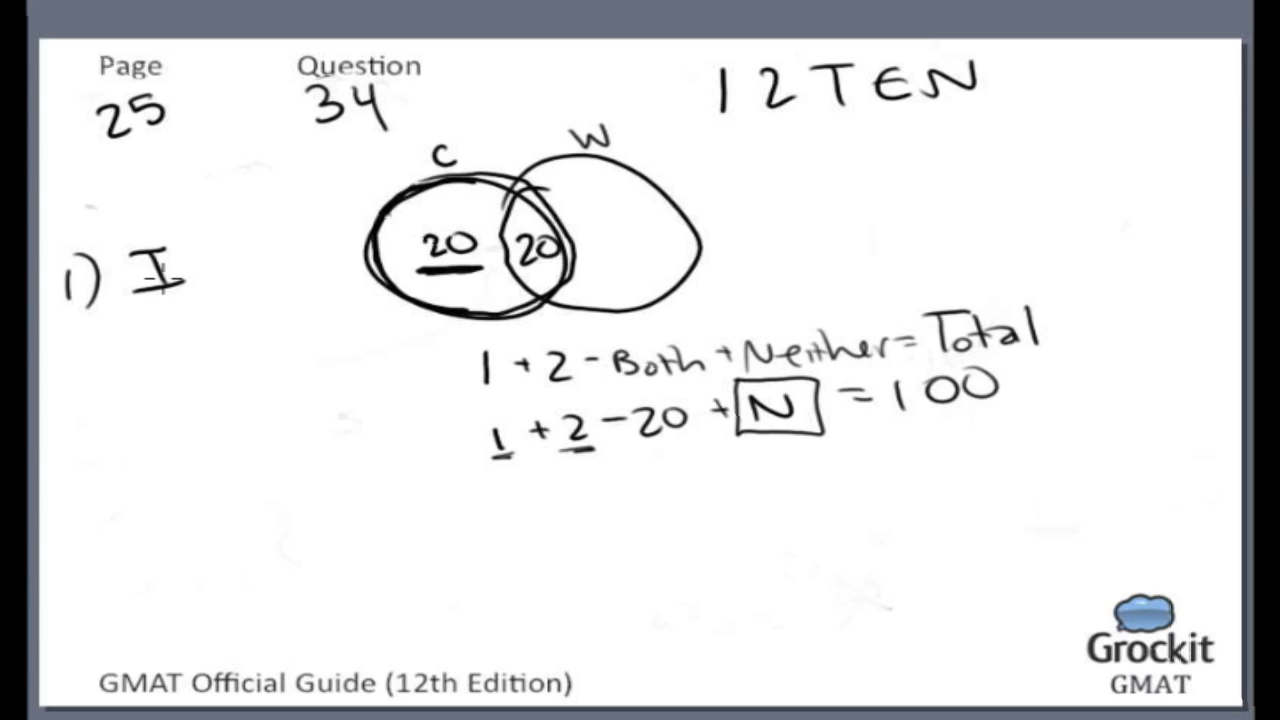 Page Question 12TEN
25 34
C W
1) I 20 20
1 + 2 - Both + Neither = Total
1 + 2 - 20 + N = 100
Grockit
GMAT
GMAT Official Guide (12th Edition)